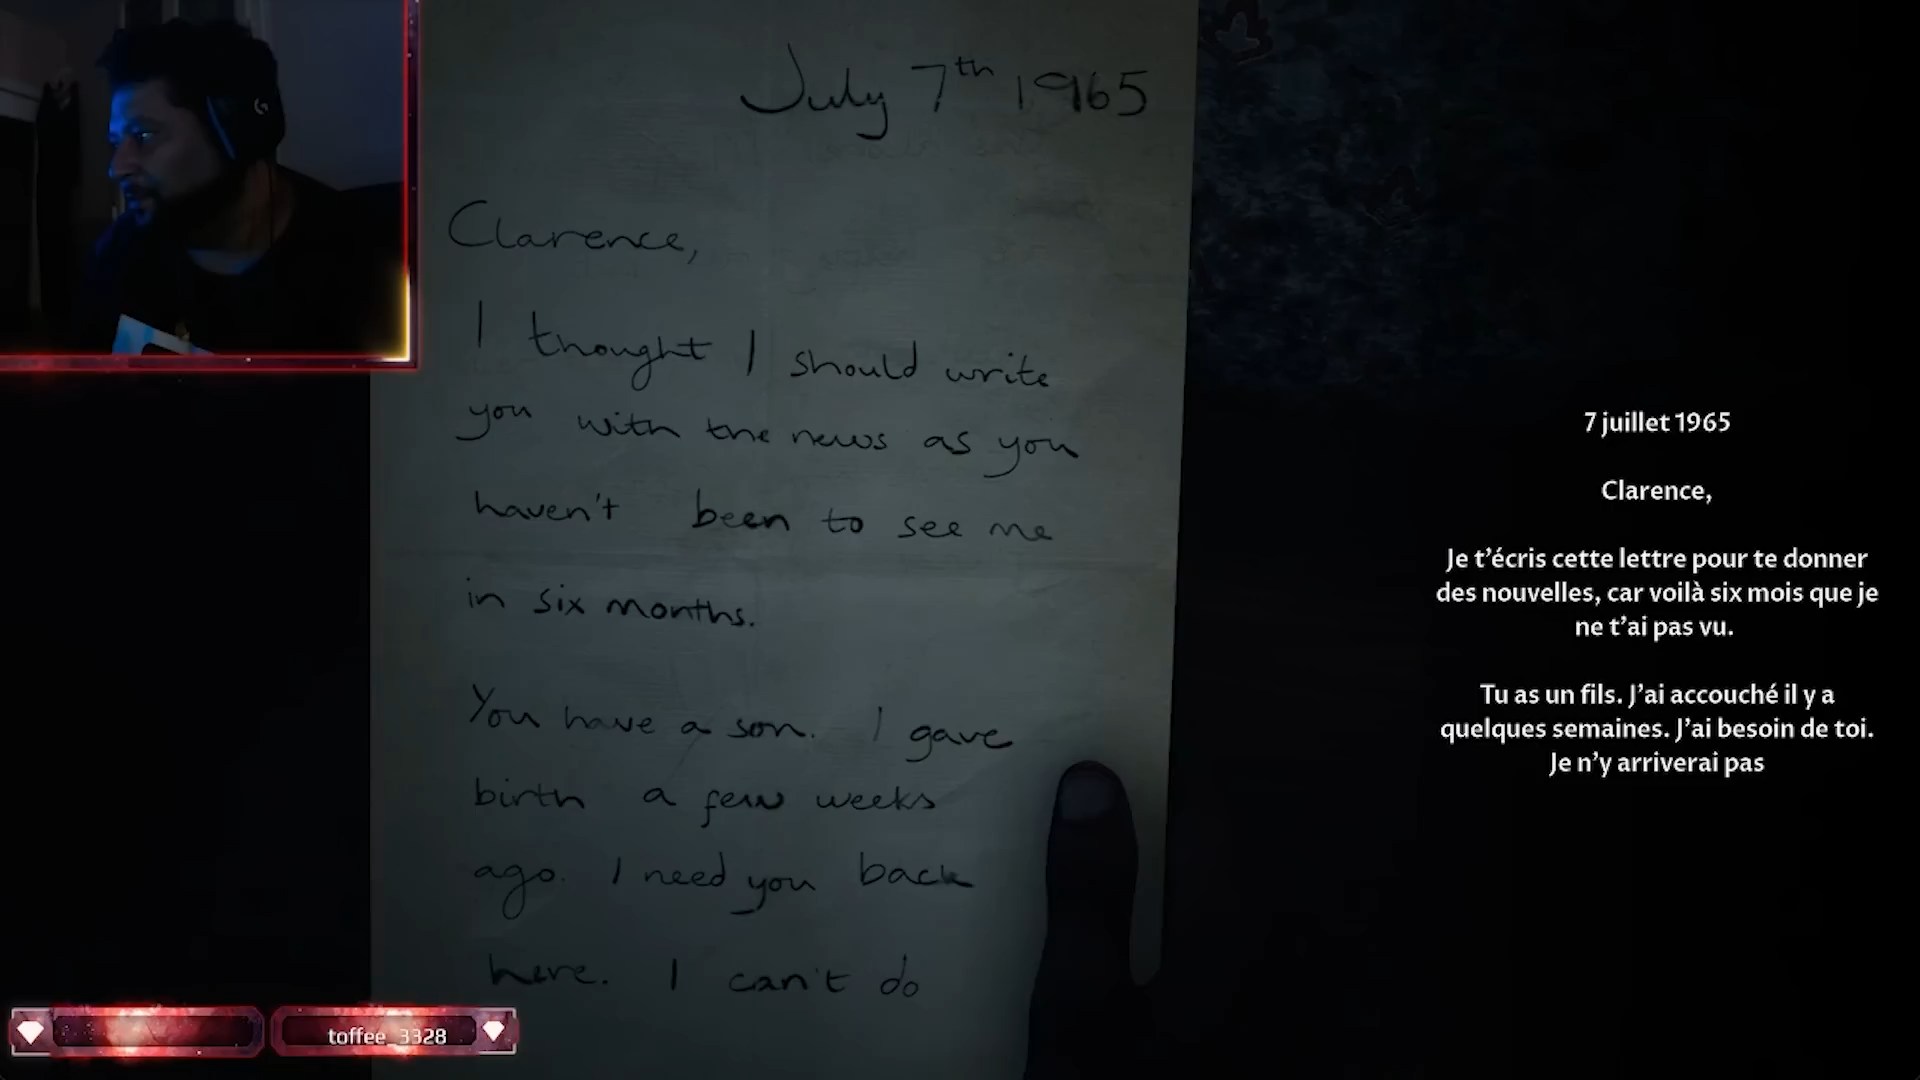 July 7th 1965
Clarence,
I thought I should write
you with the news as you
haven't been to see me
in six months.
You have a son. I gave
birth a few weeks
ago. I need you back
here. I can't do
7 juillet 1965
Clarence,
Je t'écris cette lettre pour te donner
des nouvelles, car voilà six mois que je
ne t'ai pas vu.
Tu as un fils. J'ai accouché il y a
quelques semaines. J'ai besoin de toi.
Je n'y arriverai pas
toffee_3328